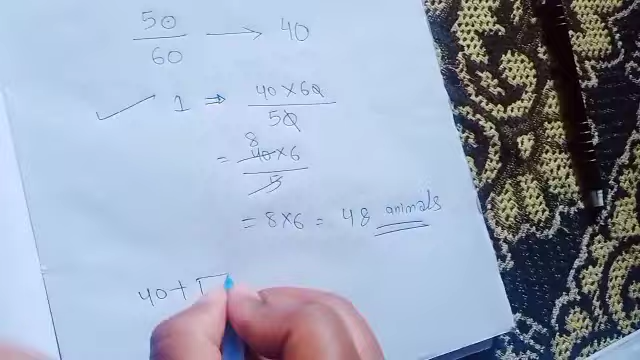 50
60 → 40
✓ 1 ⇒ 40 × 60
50
8
= 40 × 6
5
= 8 × 6 = 48 animals
40 +